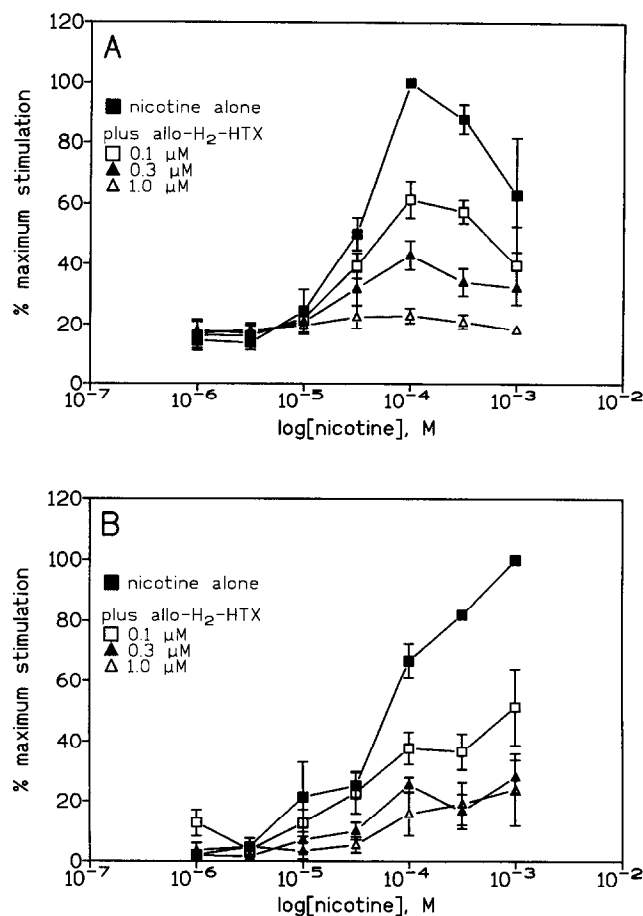 A
120
100
80
60
40
20
0
% maximum stimulation
nicotine alone
plus allo-H₂-HTX
0.1 µM
0.3 µM
1.0 µM
10⁻⁷ 10⁻⁶ 10⁻⁵ 10⁻⁴ 10⁻³ 10⁻²
log[nicotine], M
B
120
100
80
60
40
20
0
% maximum stimulation
nicotine alone
plus allo-H₂-HTX
0.1 µM
0.3 µM
1.0 µM
10⁻⁷ 10⁻⁶ 10⁻⁵ 10⁻⁴ 10⁻³ 10⁻²
log[nicotine], M